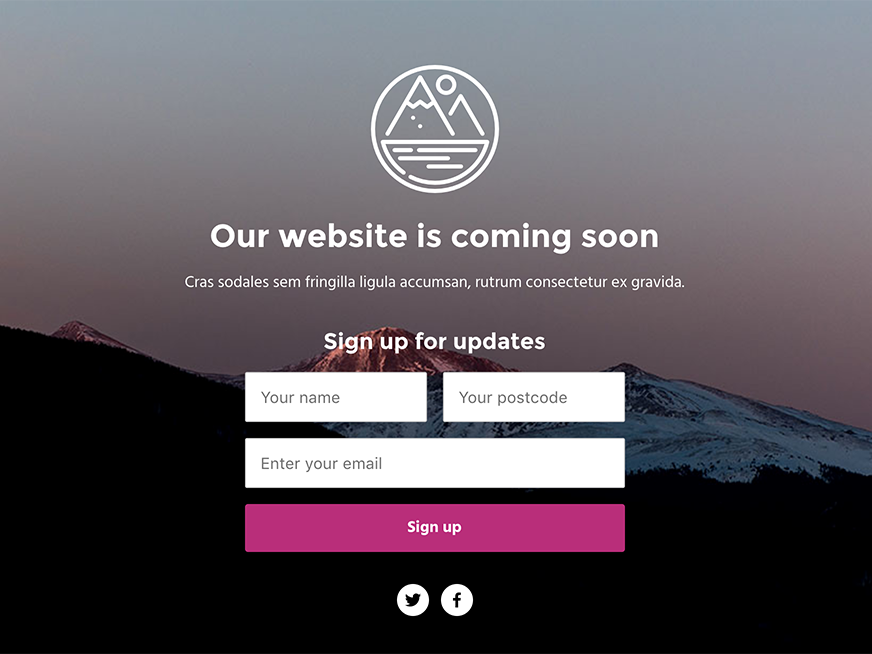 Our website is coming soon
Cras sodales sem fringilla ligula accumsan, rutrum consectetur ex gravida.
Sign up for updates
Your name
Your postcode
Enter your email
Sign up